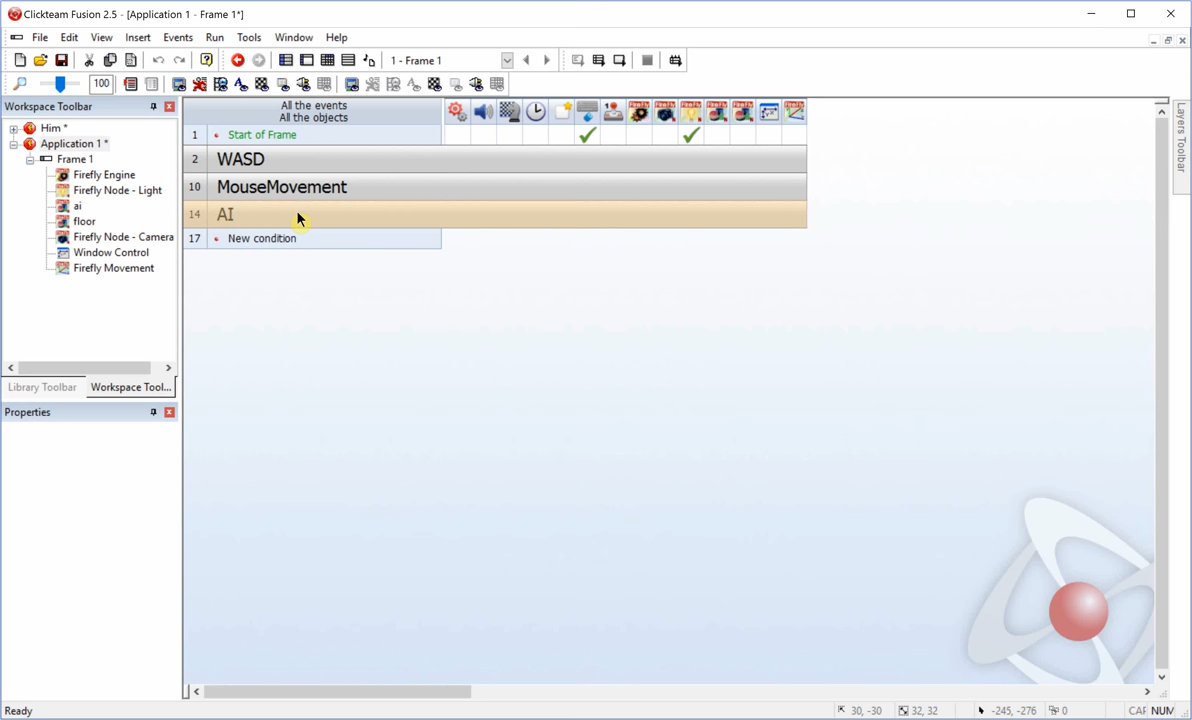 Clickteam Fusion 2.5 - [Application 1 - Frame 1*]
File Edit View Insert Run Events Tools Window Help
1 - Frame 1
100
Workspace Toolbar
Him *
Application 1 *
Frame 1
Firefly Engine
Firefly Node - Light
ai
floor
Firefly Node - Camera
Window Control
Firefly Movement
Library Toolbar Workspace Tool...
Properties
All the events
All the objects
1 Start of Frame
2 WASD
10 MouseMovement
14 AI
17 New condition
Layers Toolbar
Ready
30, -30 32, 32 -245, -276 0 CAP NUM